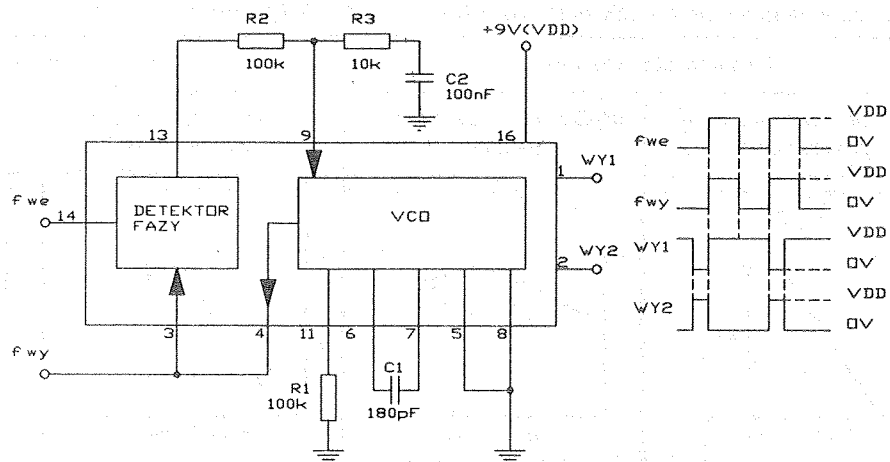 R2
R3
+9V(VDD)
100k
10k
C2
100nF
13
9
16
fwe
14
DETEKTOR
FAZY
VCO
1
WY1
2
WY2
3
4
11
6
7
5
8
fwy
R1
100k
C1
180pF
fwe
VDD
0V
fwy
VDD
0V
WY1
VDD
0V
WY2
VDD
0V